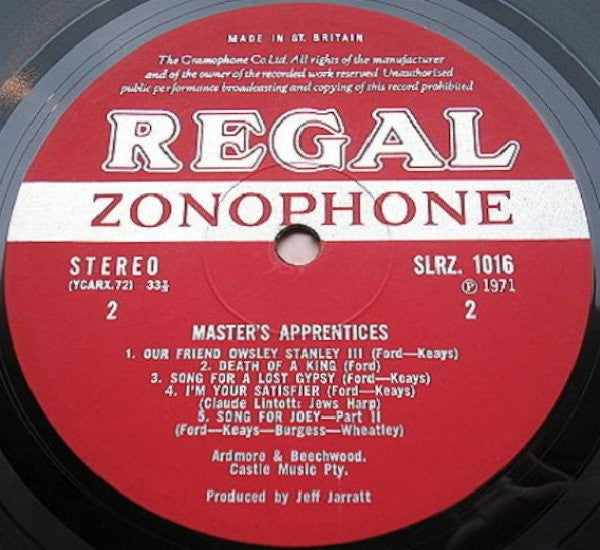 MADE IN GT. BRITAIN
The Gramophone Co. Ltd. All rights of the manufacturer
and of the owner of the recorded work reserved Unauthorised
public performance broadcasting and copying of this record prohibited
REGAL
ZONOPHONE
STEREO SLRZ. 1016
(YCARX.72) 33⅓ Ⓟ 1971
2 2
MASTER'S APPRENTICES
1. OUR FRIEND OWSLEY STANLEY III (Ford—Keays)
2. DEATH OF A KING (Ford)
3. SONG FOR A LOST GYPSY (Ford—Keays)
4. I'M YOUR SATISFIER (Ford—Keays)
(Claude Lintott: Jews Harp)
5. SONG FOR JOEY—Part II
(Ford—Keays—Burgess—Wheatley)
Ardmore & Beechwood.
Castle Music Pty.
Produced by Jeff Jarratt